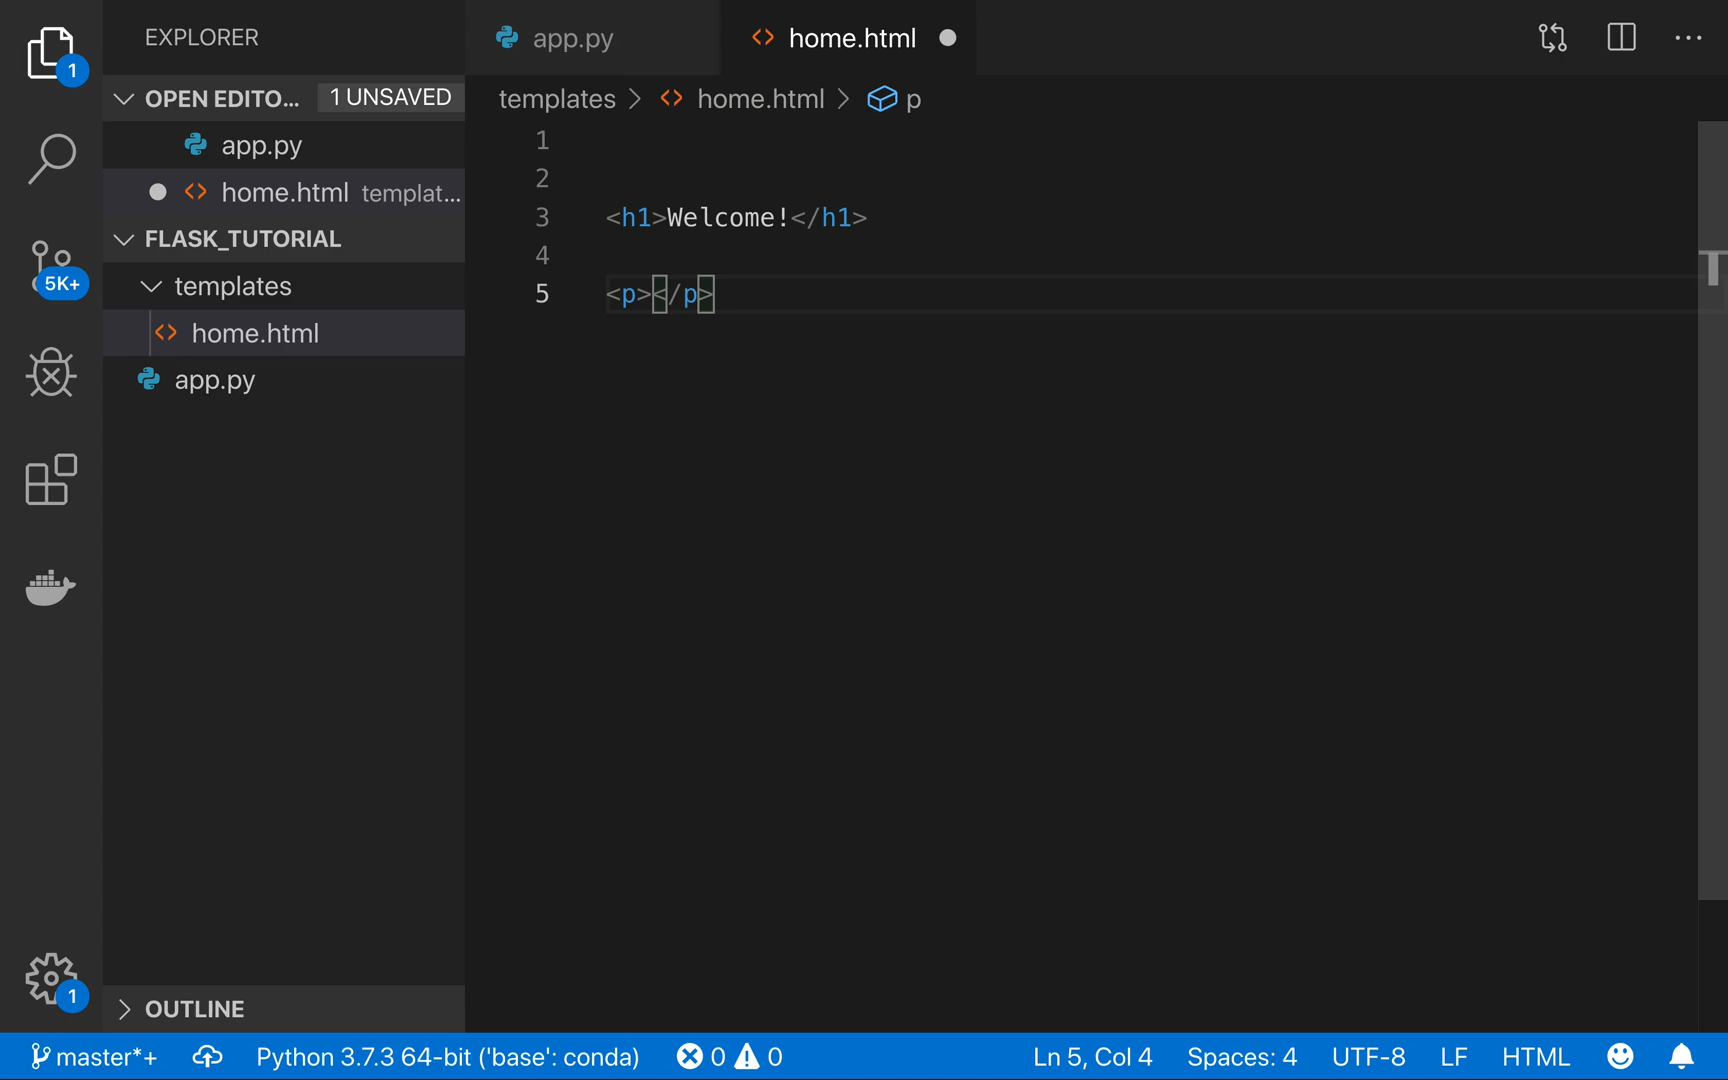 EXPLORER
1
OPEN EDITO... 1 UNSAVED
app.py
home.html templat...
FLASK_TUTORIAL
templates
home.html
app.py
5K+
OUTLINE
1
app.py
home.html
templates > home.html > p
1
2
3 <h1>Welcome!</h1>
4
5 <p></p>
master*+ Python 3.7.3 64-bit ('base': conda) 0 0 Ln 5, Col 4 Spaces: 4 UTF-8 LF HTML